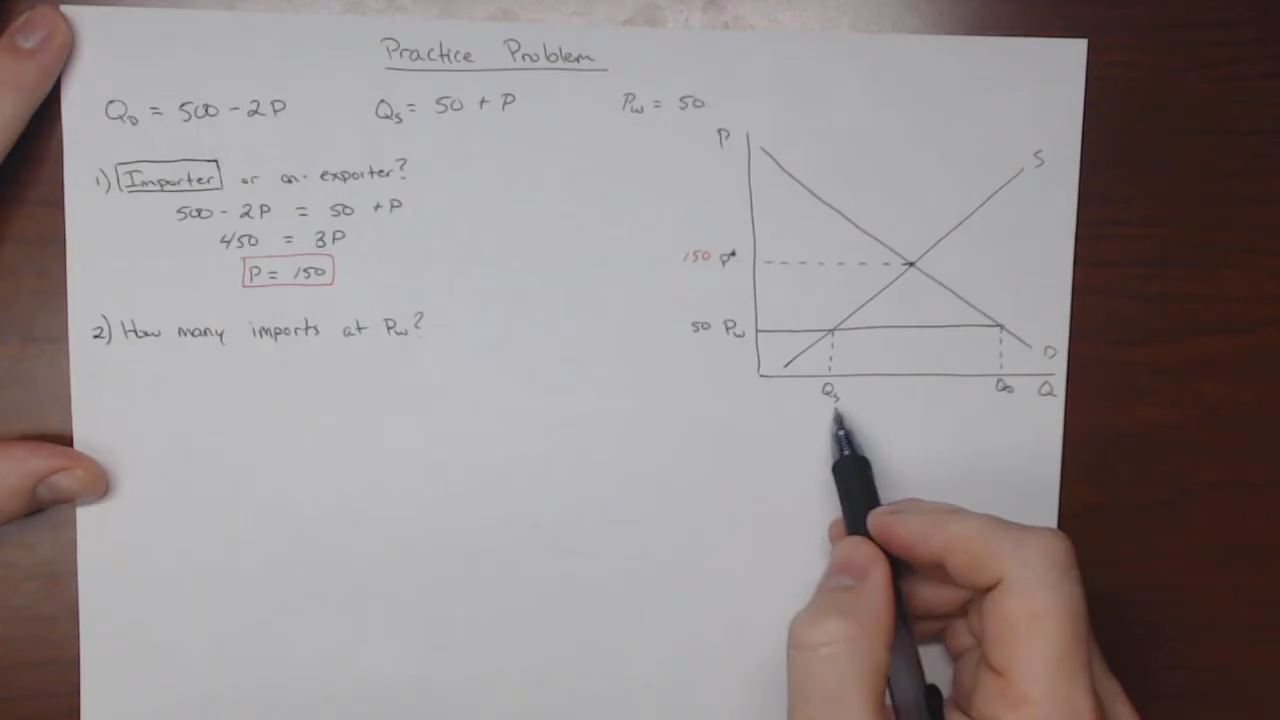 Practice Problem
Q_D = 500 - 2P
Q_S = 50 + P
P_W = 50
1) Importer or an exporter?
500 - 2P = 50 + P
450 = 3P
P = 150
2) How many imports at P_W?
P
S
150 P*
50 P_W
D
Q_S
Q_D
Q